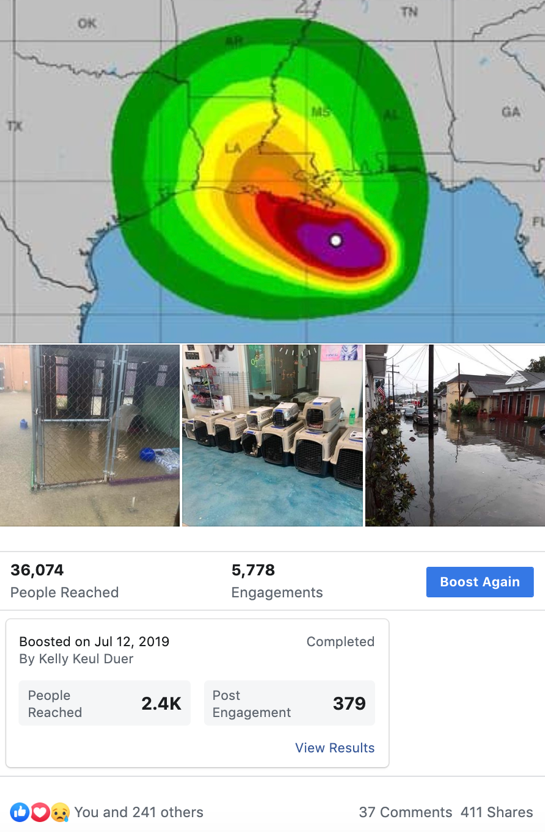 OK
TN
AR
TX
MS
AL
GA
LA
FL
36,074
People Reached
5,778
Engagements
Boost Again
Boosted on Jul 12, 2019
Completed
By Kelly Keul Duer
People
Reached
2.4K
Post
Engagement
379
View Results
You and 241 others
37 Comments
411 Shares